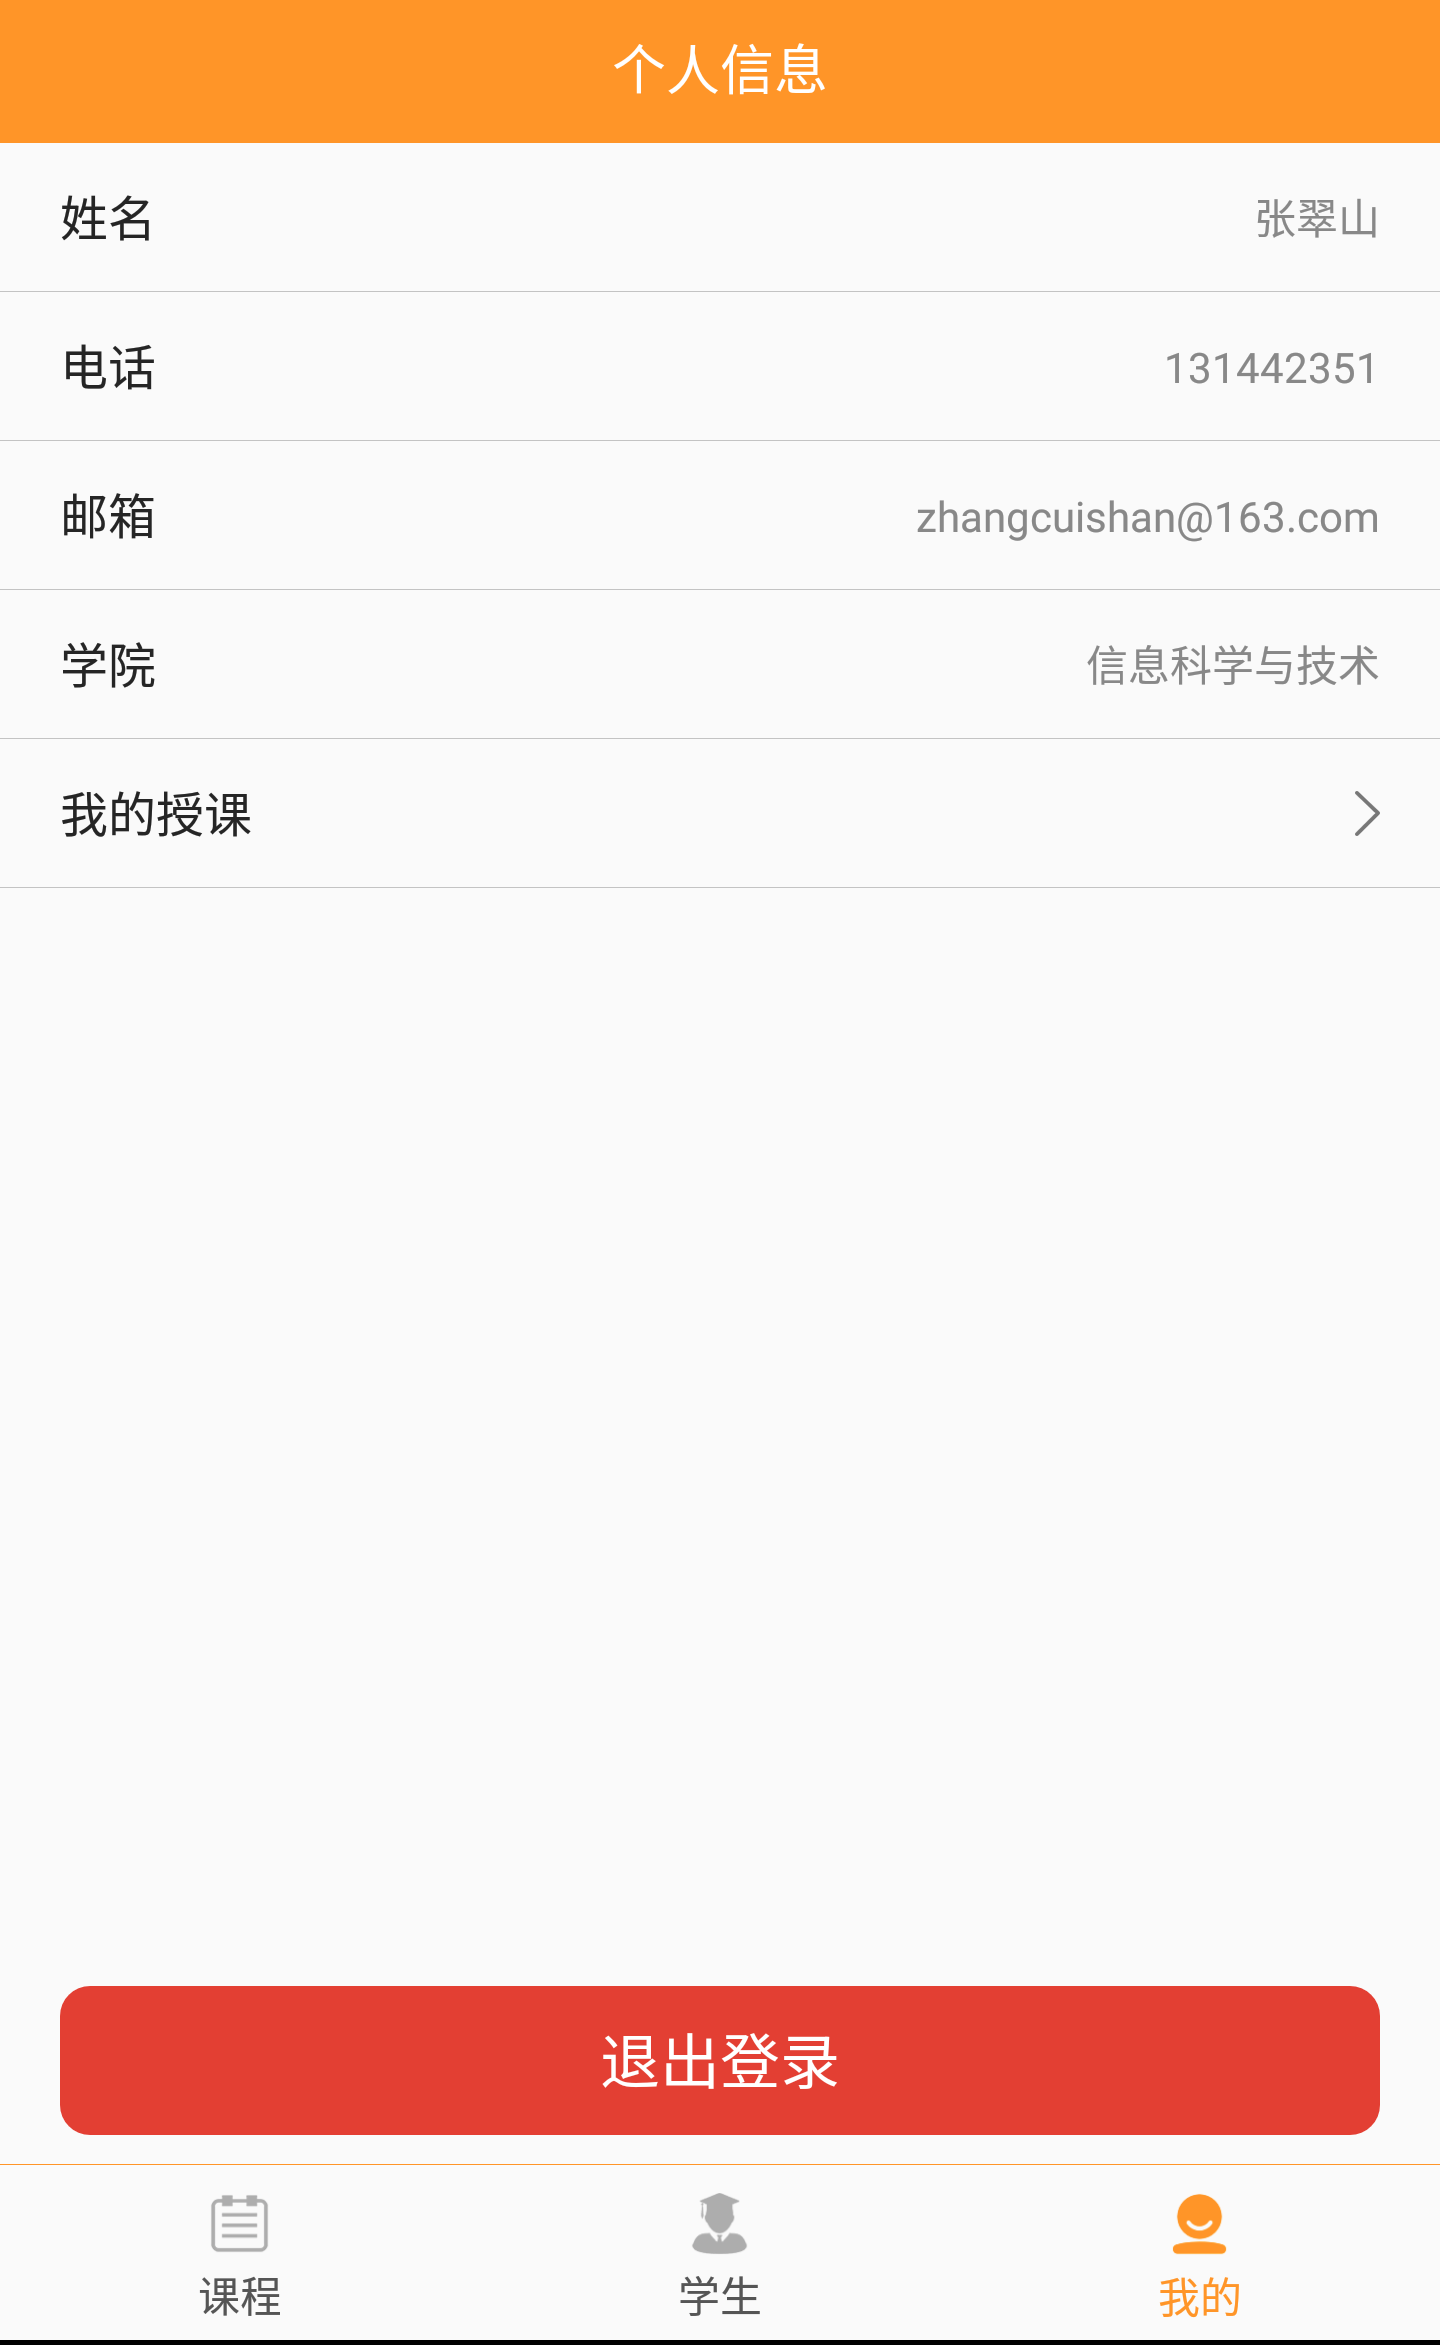 个人信息
姓名 张翠山
电话 131442351
邮箱 zhangcuishan@163.com
学院 信息科学与技术
我的授课
退出登录
课程 学生 我的